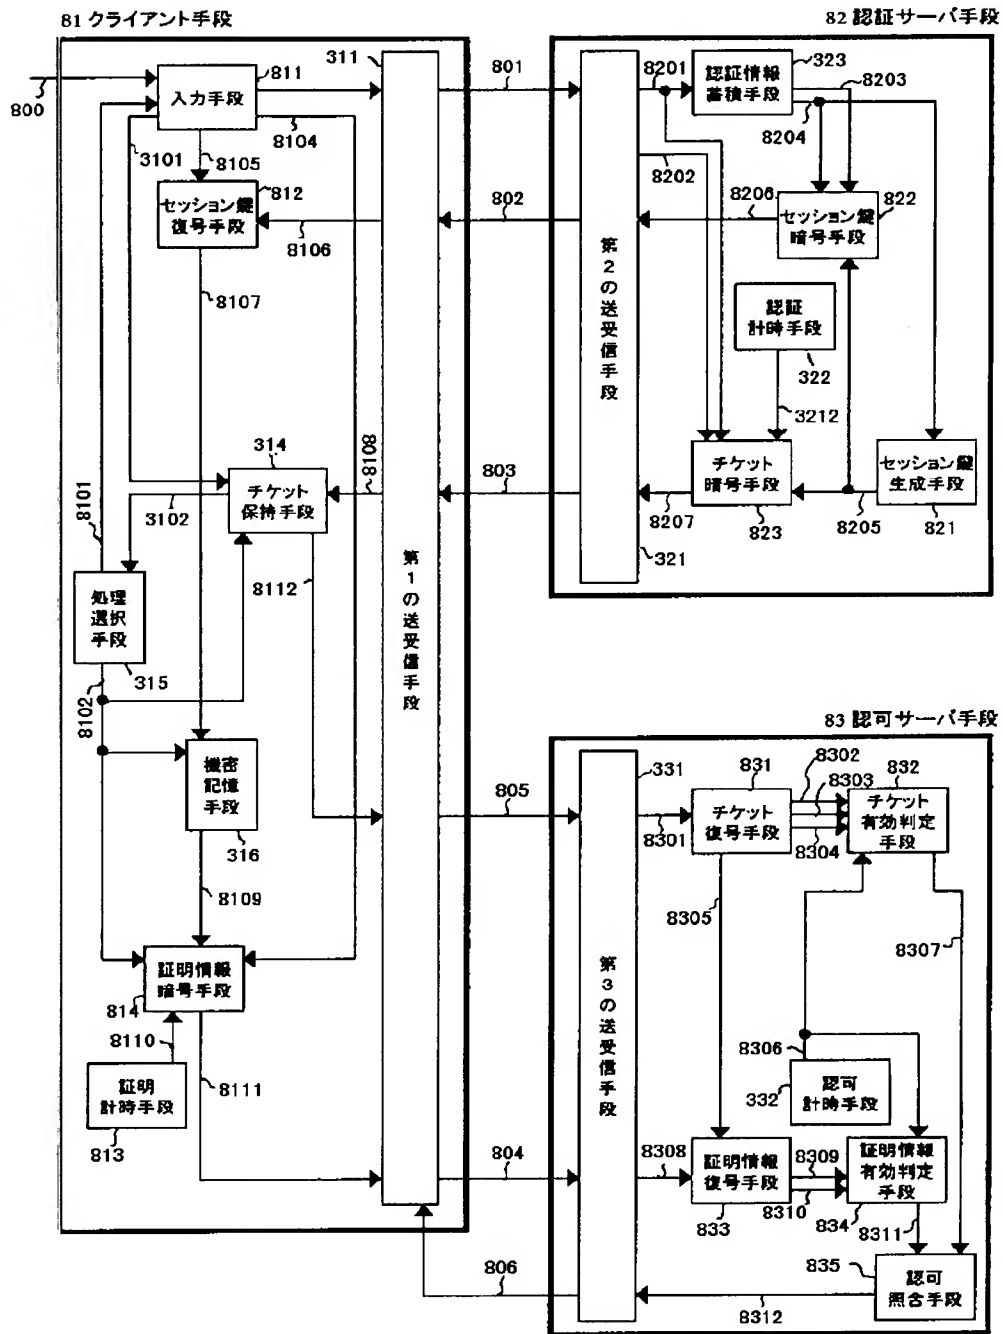 81 クライアント手段
82 認証サーバ手段
311
811
入力手段
800
3101
8104
8105
812
セッション鍵
復号手段
8106
8107
8101
3102
314
チケット
保持手段
8018
8112
処理
選択
手段
315
8102
機密
記憶
手段
316
8109
証明情報
暗号手段
814
8110
8111
証明
計時手段
813
第1の送受信手段
801
802
803
805
804
806
第2の送受信手段
321
8201
323
認証情報
蓄積手段
8203
8204
8202
8206
822
セッション鍵
暗号手段
認証
計時手段
322
3212
チケット
暗号手段
823
8207
8205
セッション鍵
生成手段
821
83 認可サーバ手段
331
831
8302
8303
832
チケット
復号手段
8301
8304
チケット
有効判定
手段
8305
8307
第3の送受信手段
8306
332
認可
計時手段
8308
証明情報
復号手段
833
8309
8310
証明情報
有効判定
手段
834
8311
835
認可
照合手段
8312